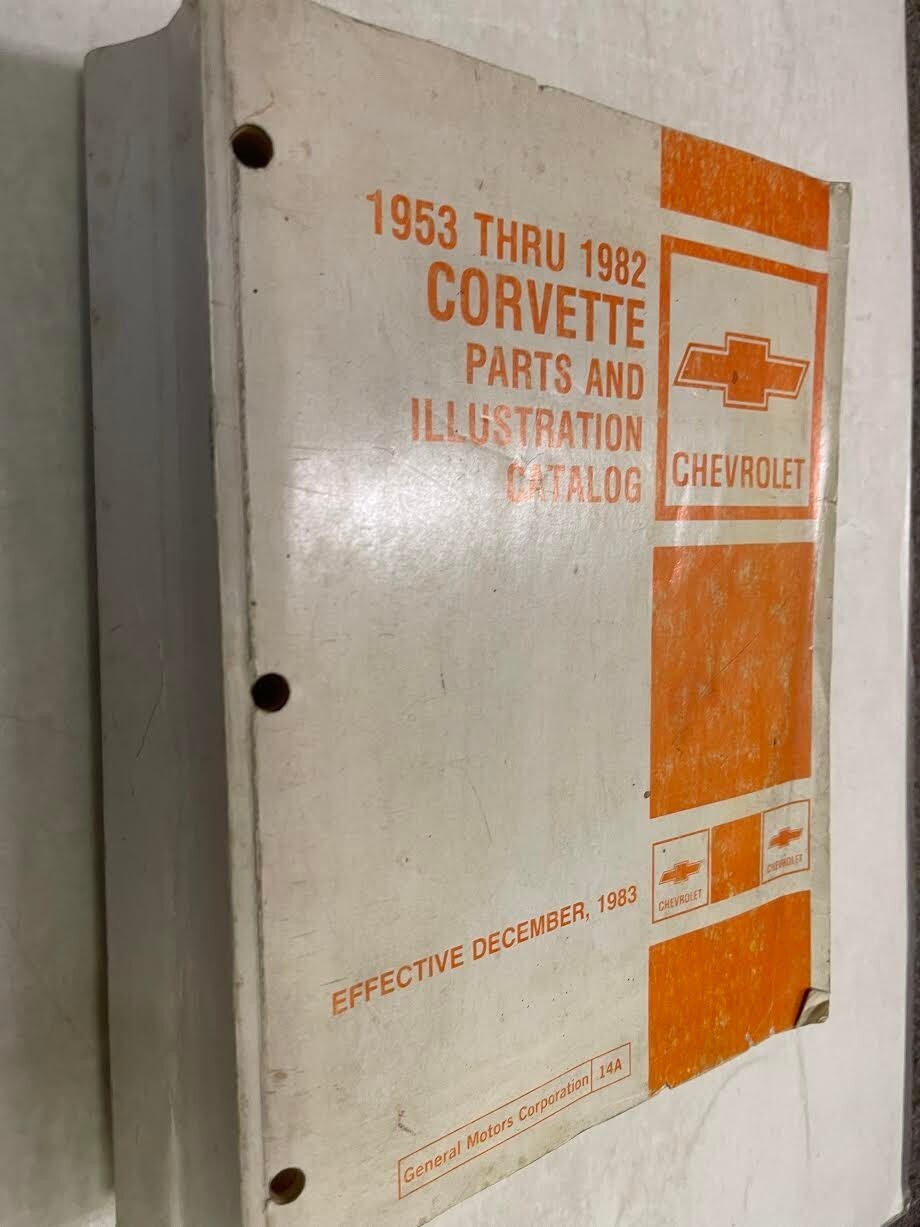 1953 THRU 1982
CORVETTE
PARTS AND
ILLUSTRATION
CATALOG
CHEVROLET
CHEVROLET
CHEVROLET
EFFECTIVE DECEMBER, 1983
General Motors Corporation 14A